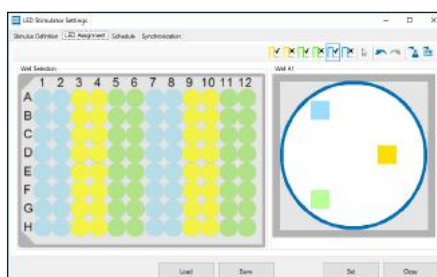 LED Stimulator Settings
Stimulus Definition LED Assignment Schedule Synchronization
Well Selection
Well A1
1 2 3 4 5 6 7 8 9 10 11 12
A
B
C
D
E
F
G
H
Load Save Set Close